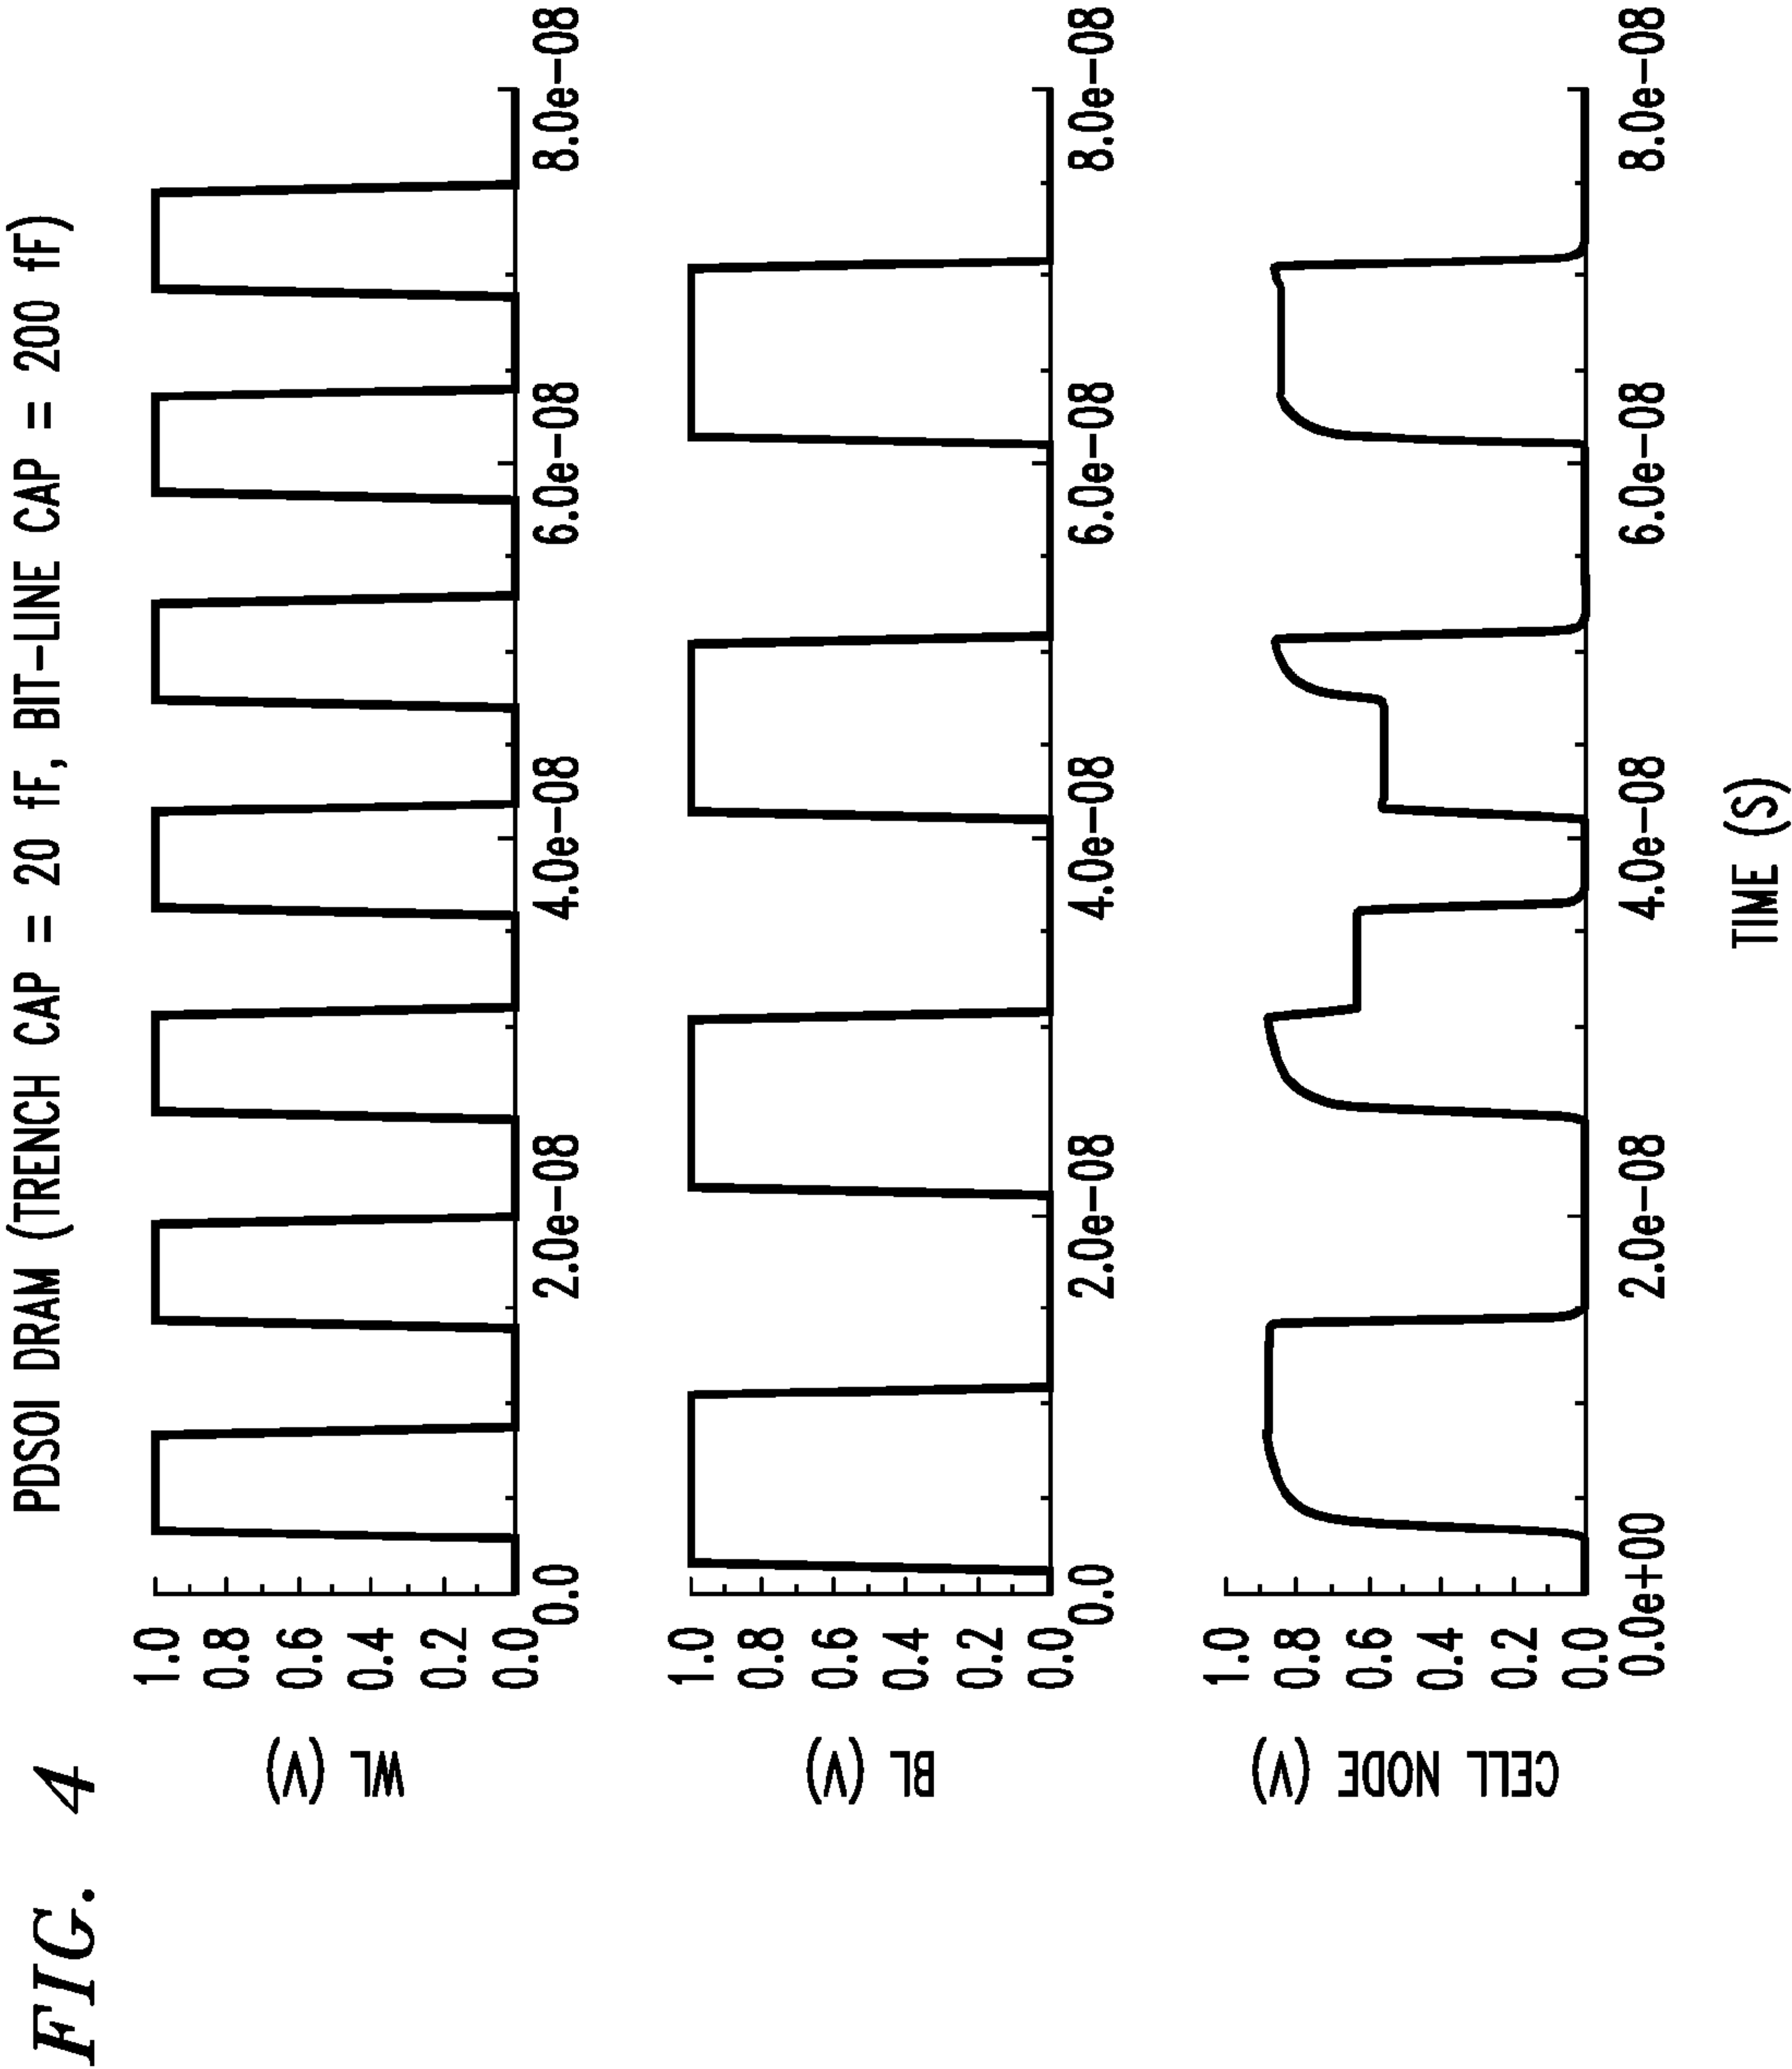 FIG. 4
PDSOI DRAM (TRENCH CAP = 20 fF, BIT-LINE CAP = 200 fF)
WL (V)
1.0
0.8
0.6
0.4
0.2
0.0
0.0 2.0e-08 4.0e-08 6.0e-08 8.0e-08
BL (V)
1.0
0.8
0.6
0.4
0.2
0.0
0.0 2.0e-08 4.0e-08 6.0e-08 8.0e-08
CELL NODE (V)
1.0
0.8
0.6
0.4
0.2
0.0
0.0e+00 2.0e-08 4.0e-08 6.0e-08 8.0e-08
TIME (S)